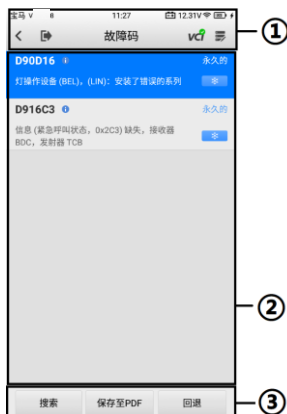 宝马 V
11:27
12.31V
①
故障码
vci
D90D16
永久的
灯操作设备 (BEL)，(LIN)：安装了错误的系列
D916C3
永久的
信息 (紧急呼叫状态，0x2C3) 缺失，接收器
BDC，发射器 TCB
②
搜索
保存至PDF
回退
③